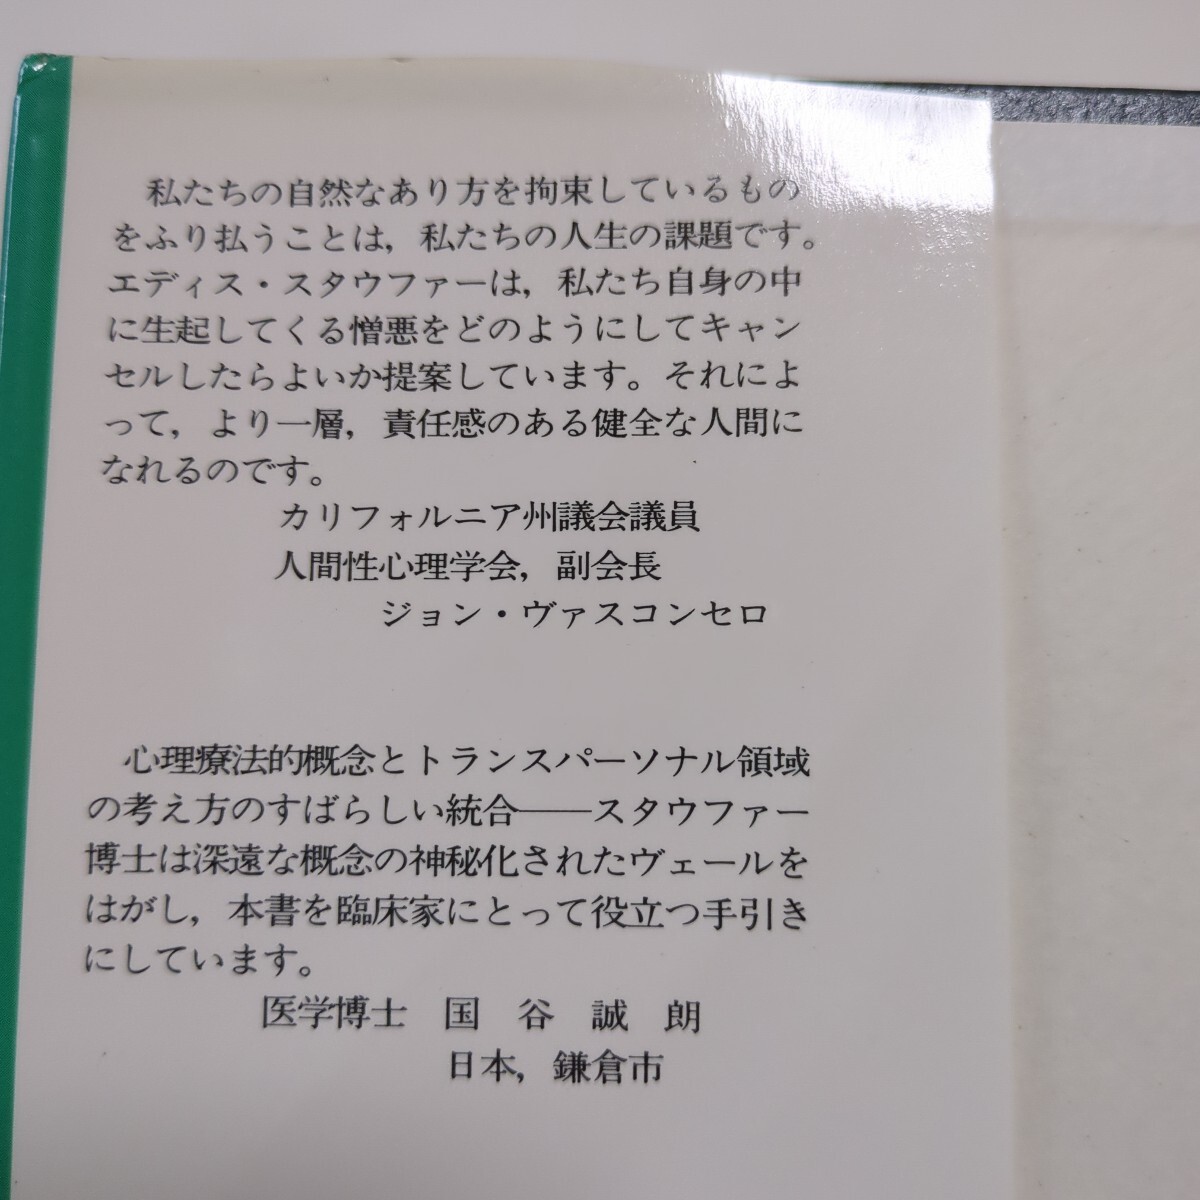 私たちの自然なあり方を拘束しているもの
をふり払うことは，私たちの人生の課題です。
エディス・スタウファーは，私たち自身の中
に生起してくる憎悪をどのようにしてキャン
セルしたらよいか提案しています。それによ
って，より一層，責任感のある健全な人間に
なれるのです。
カリフォルニア州議会議員
人間性心理学会，副会長
ジョン・ヴァスコンセロ
心理療法的概念とトランスパーソナル領域
の考え方のすばらしい統合――スタウファー
博士は深遠な概念の神秘化されたヴェールを
はがし，本書を臨床家にとって役立つ手引き
にしています。
医学博士　国　谷　誠　朗
日本，鎌倉市